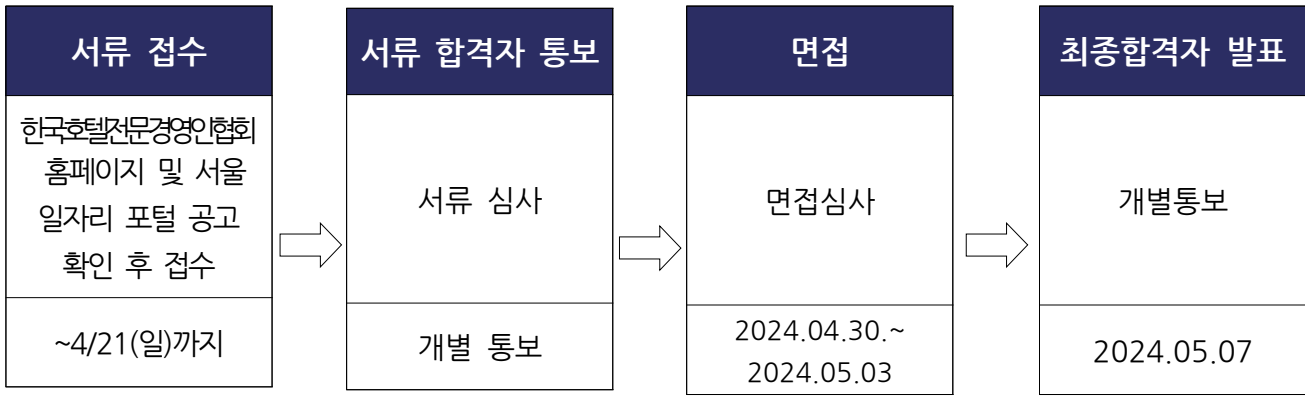 서류 접수
한국호텔전문경영인협회
홈페이지 및 서울
일자리 포털 공고
확인 후 접수
~4/21(일)까지
서류 합격자 통보
서류 심사
개별 통보
면접
면접심사
2024.04.30.~
2024.05.03
최종합격자 발표
개별통보
2024.05.07